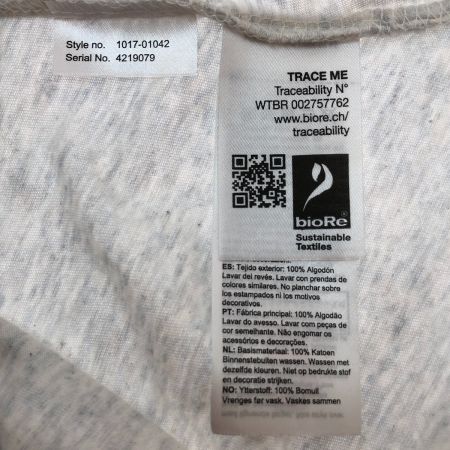 Style no. 1017-01042
Serial No. 4219079
TRACE ME
Traceability N°
WTBR 002757762
www.biore.ch/
traceability
bioRe®
Sustainable
Textiles
ES: Tejido exterior: 100% Algodón
Lavar del revés. Lavar con prendas de
colores similares. No planchar sobre
los estampados ni los motivos
decorativos.
PT: Fábrica principal: 100% Algodão
Lavar do avesso. Lavar com peças de
cor semelhante. Não engomar os
acessórios e decorações.
NL: Basismateriaal: 100% Katoen
Binnenstebuiten wassen. Wassen met
dezelfde kleuren. Niet op bedrukte stof
en decoratie strijken.
NO: Ytterstoff: 100% Bomull
Vrenges før vask. Vaskes sammen